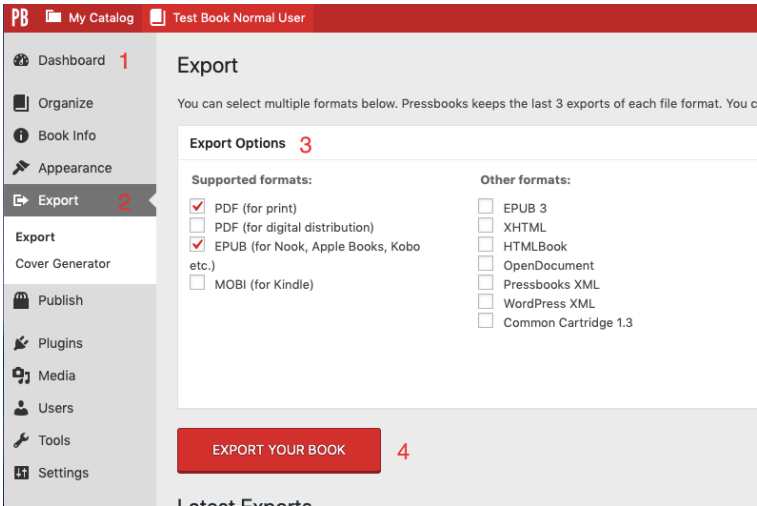 PB My Catalog Test Book Normal User
Dashboard 1
Organize
Book Info
Appearance
Export 2
Export
Cover Generator
Publish
Plugins
Media
Users
Tools
Settings
Export
You can select multiple formats below. Pressbooks keeps the last 3 exports of each file format. You c
Export Options 3
Supported formats:
PDF (for print)
PDF (for digital distribution)
EPUB (for Nook, Apple Books, Kobo
etc.)
MOBI (for Kindle)
Other formats:
EPUB 3
XHTML
HTMLBook
OpenDocument
Pressbooks XML
WordPress XML
Common Cartridge 1.3
EXPORT YOUR BOOK 4
Latest Exports